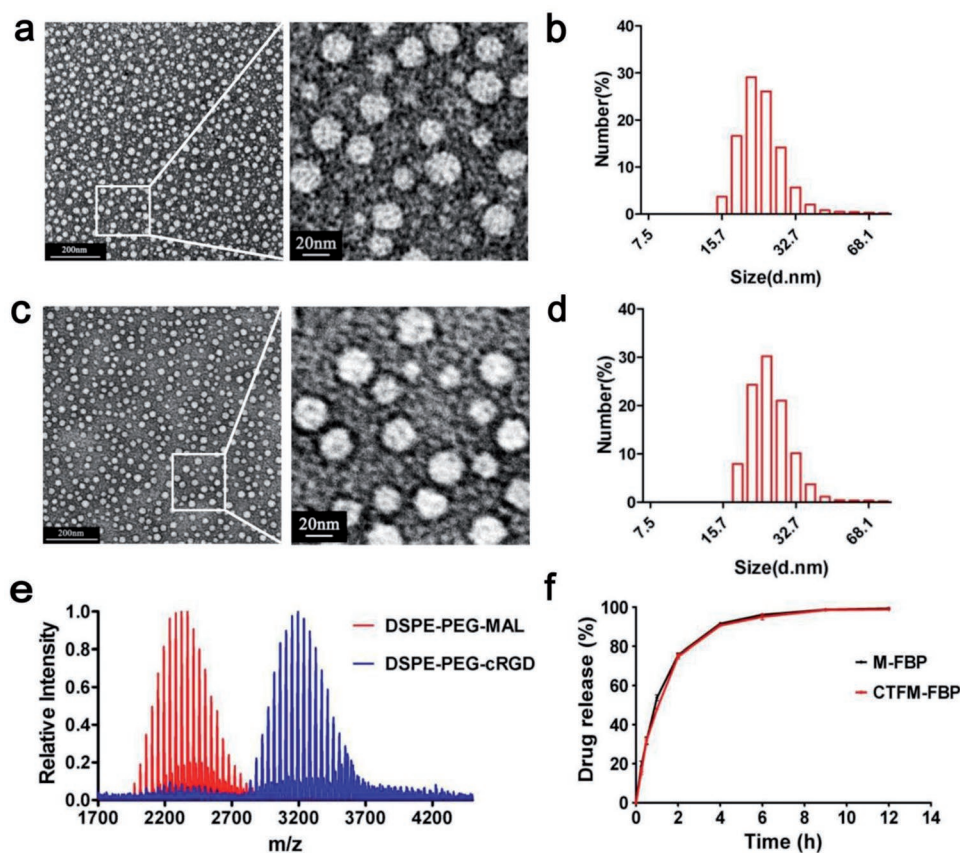 a
200nm
20nm
b
Number(%)
40
30
20
10
0
7.5
15.7
32.7
68.1
Size(d.nm)
c
200nm
20nm
d
Number(%)
40
30
20
10
0
7.5
15.7
32.7
68.1
Size(d.nm)
e
Relative Intensity
1.0
0.8
0.6
0.4
0.2
0.0
1700
2200
2700
3200
3700
4200
m/z
DSPE-PEG-MAL
DSPE-PEG-cRGD
f
Drug release (%)
100
80
60
40
20
0
0
2
4
6
8
10
12
14
Time (h)
M-FBP
CTFM-FBP